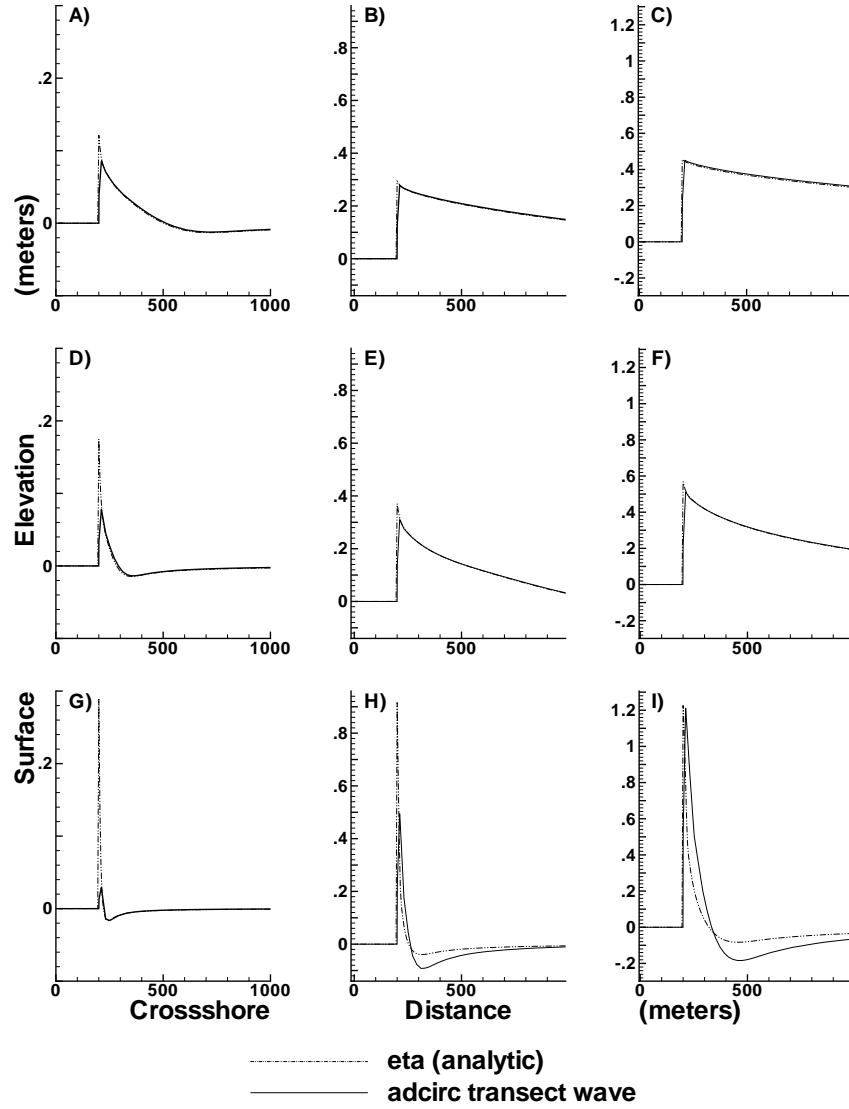 A)
B)
C)
.2
0
.8
.6
.4
.2
0
1.2
1
.8
.6
.4
.2
0
-.2
0 500 1000
0 500
0 500
(meters)
D)
E)
F)
.2
0
.8
.6
.4
.2
0
1.2
1
.8
.6
.4
.2
0
-.2
0 500 1000
0 500
0 500
Elevation
G)
H)
I)
.2
0
.8
.6
.4
.2
0
1.2
1
.8
.6
.4
.2
0
-.2
0 500 1000
0 500
0 500
Surface
Crossshore Distance (meters)
eta (analytic)
adcirc transect wave